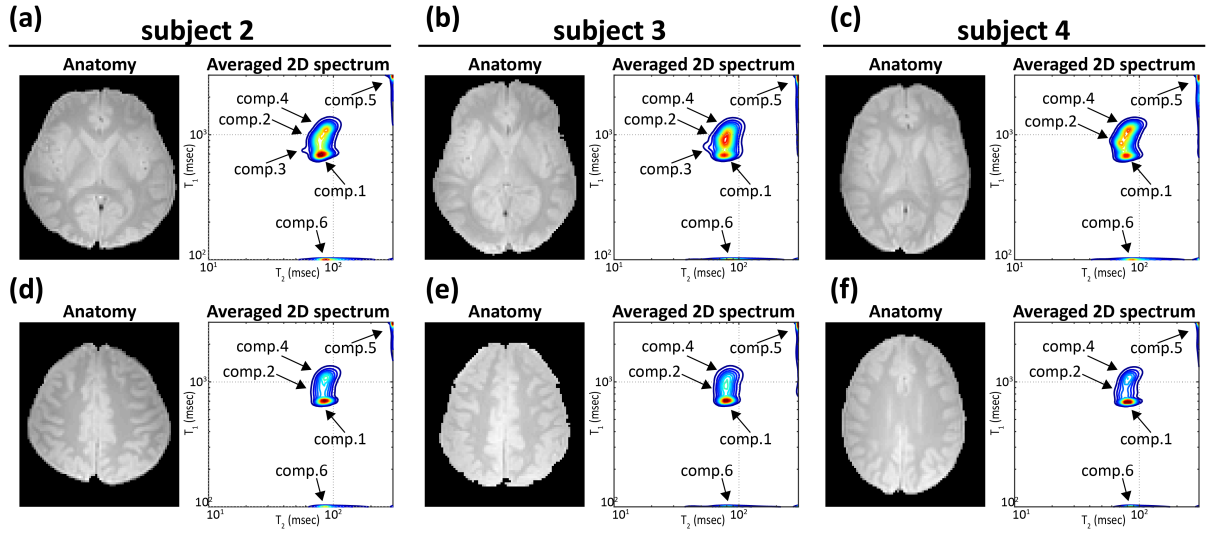 (a) subject 2
Anatomy Averaged 2D spectrum
comp.4
comp.5
comp.2
10³
comp.3
comp.1
T₁ (msec)
comp.6
10²
10¹ 10²
T₂ (msec)
(b) subject 3
Anatomy Averaged 2D spectrum
comp.4
comp.5
comp.2
10³
comp.3
comp.1
T₁ (msec)
comp.6
10²
10¹ 10²
T₂ (msec)
(c) subject 4
Anatomy Averaged 2D spectrum
comp.4
comp.5
comp.2
10³
comp.1
T₁ (msec)
comp.6
10²
10¹ 10²
T₂ (msec)
(d)
Anatomy Averaged 2D spectrum
comp.4
comp.5
comp.2
10³
comp.1
T₁ (msec)
comp.6
10²
10¹ 10²
T₂ (msec)
(e)
Anatomy Averaged 2D spectrum
comp.4
comp.5
comp.2
10³
comp.1
T₁ (msec)
comp.6
10²
10¹ 10²
T₂ (msec)
(f)
Anatomy Averaged 2D spectrum
comp.4
comp.5
comp.2
10³
comp.1
T₁ (msec)
comp.6
10²
10¹ 10²
T₂ (msec)